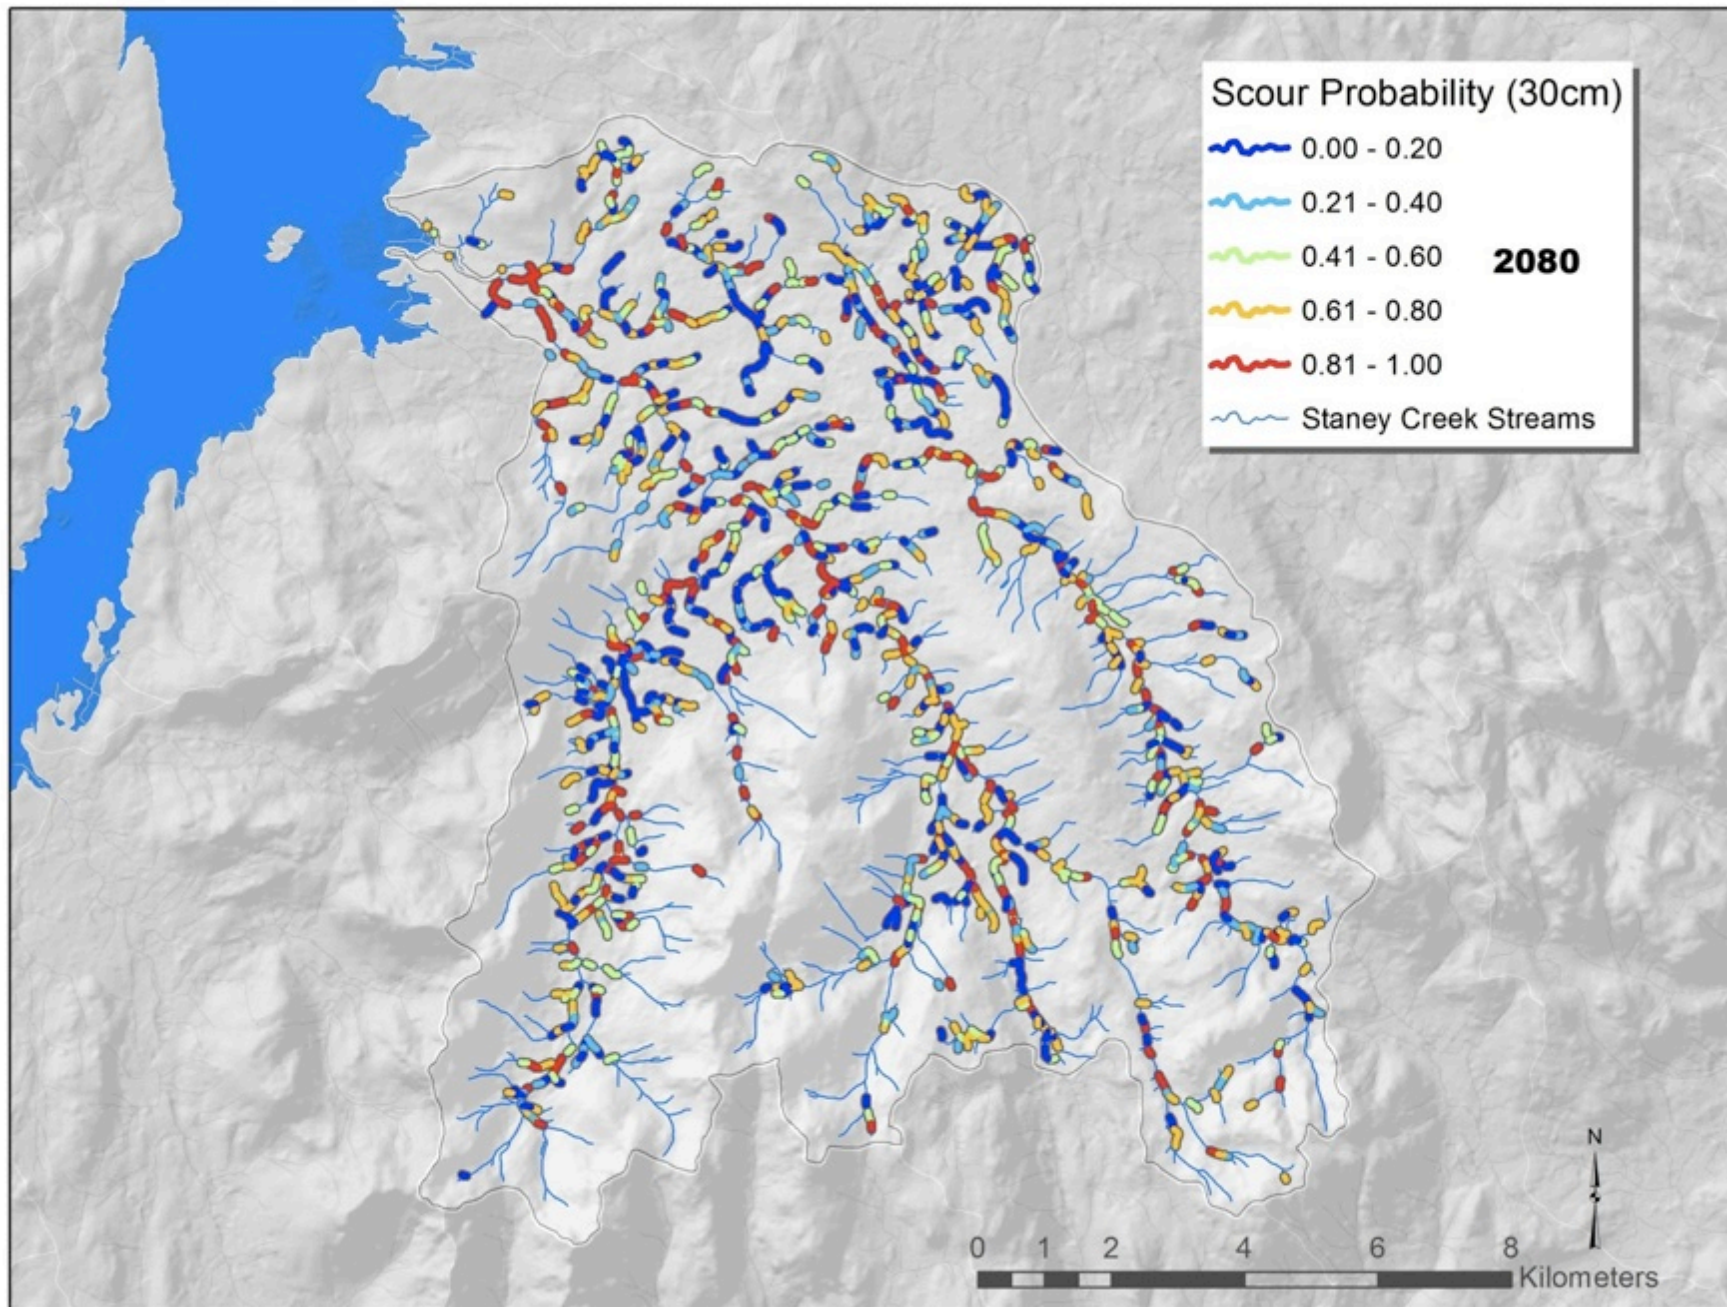 Scour Probability (30cm)
0.00 - 0.20
0.21 - 0.40
0.41 - 0.60
2080
0.61 - 0.80
0.81 - 1.00
Staney Creek Streams
N
0 1 2 4 6 8
Kilometers